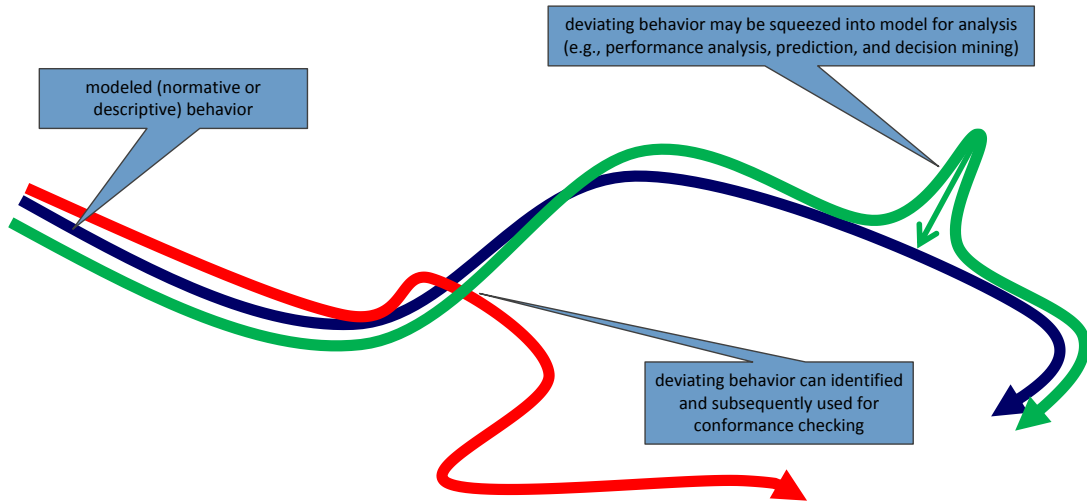 deviating behavior may be squeezed into model for analysis
(e.g., performance analysis, prediction, and decision mining)
modeled (normative or
descriptive) behavior
deviating behavior can identified
and subsequently used for
conformance checking